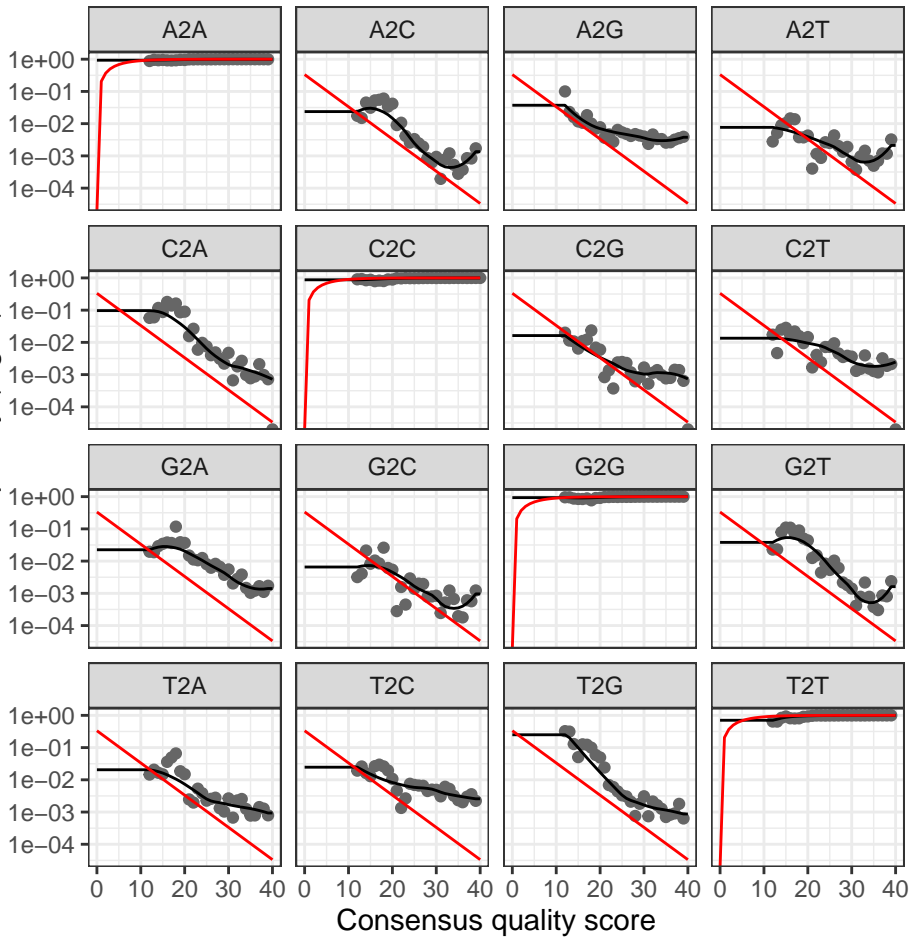 A2A A2C A2G A2T
1e+00
1e−01
1e−02
1e−03
1e−04
C2A C2C C2G C2T
1e+00
1e−01
1e−02
1e−03
1e−04
G2A G2C G2G G2T
1e+00
1e−01
1e−02
1e−03
1e−04
T2A T2C T2G T2T
1e+00
1e−01
1e−02
1e−03
1e−04
0 10 20 30 40 0 10 20 30 40 0 10 20 30 40 0 10 20 30 40
Consensus quality score